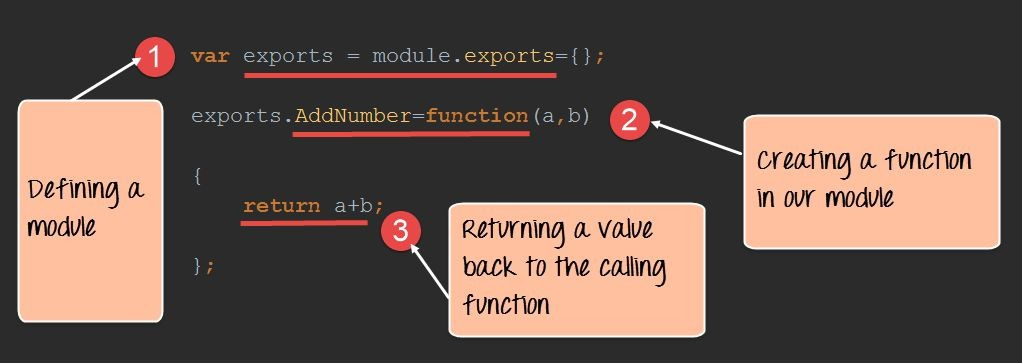 1
var exports = module.exports={};
exports.AddNumber=function(a,b)
2
Defining a
module
Creating a function
in our module
{
return a+b;
3
Returning a value
back to the calling
function
};